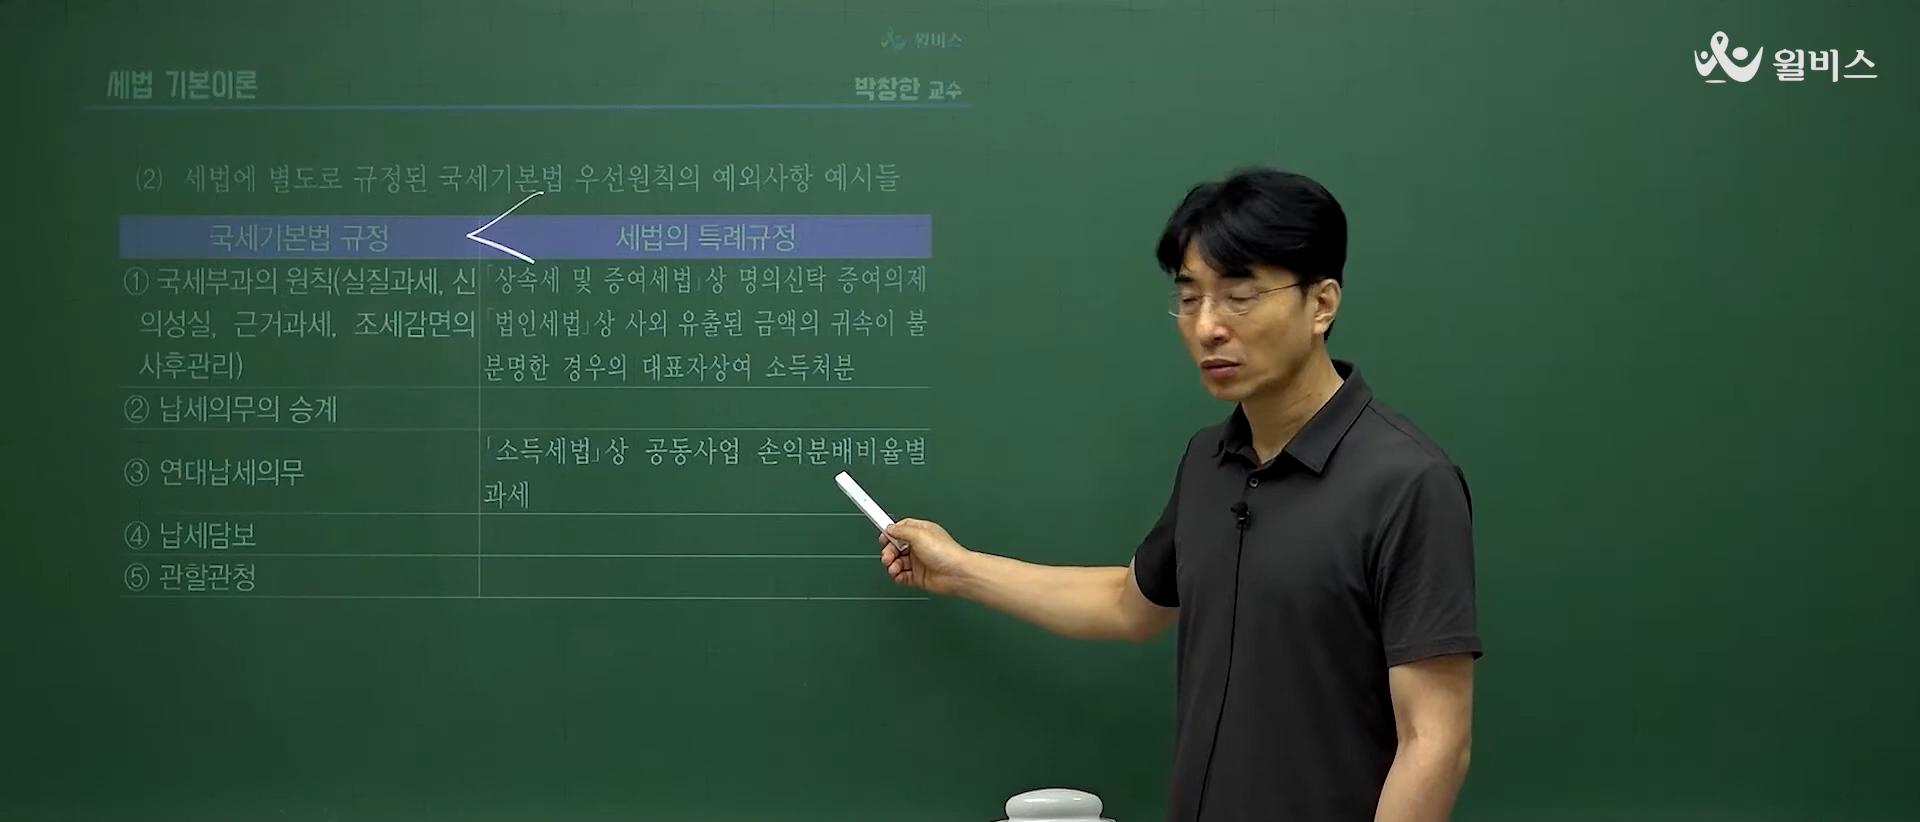 윌비스
윌비스
세법 기본이론
박창한 교수
(2) 세법에 별도로 규정된 국세기본법 우선원칙의 예외사항 예시들
국세기본법 규정 < 세법의 특례규정
① 국세부과의 원칙(실질과세, 신
의성실, 근거과세, 조세감면의
사후관리)
「상속세 및 증여세법」상 명의신탁 증여의제
「법인세법」상 사외 유출된 금액의 귀속이 불
분명한 경우의 대표자상여 소득처분
② 납세의무의 승계
③ 연대납세의무
「소득세법」상 공동사업 손익분배비율별
과세
④ 납세담보
⑤ 관할관청